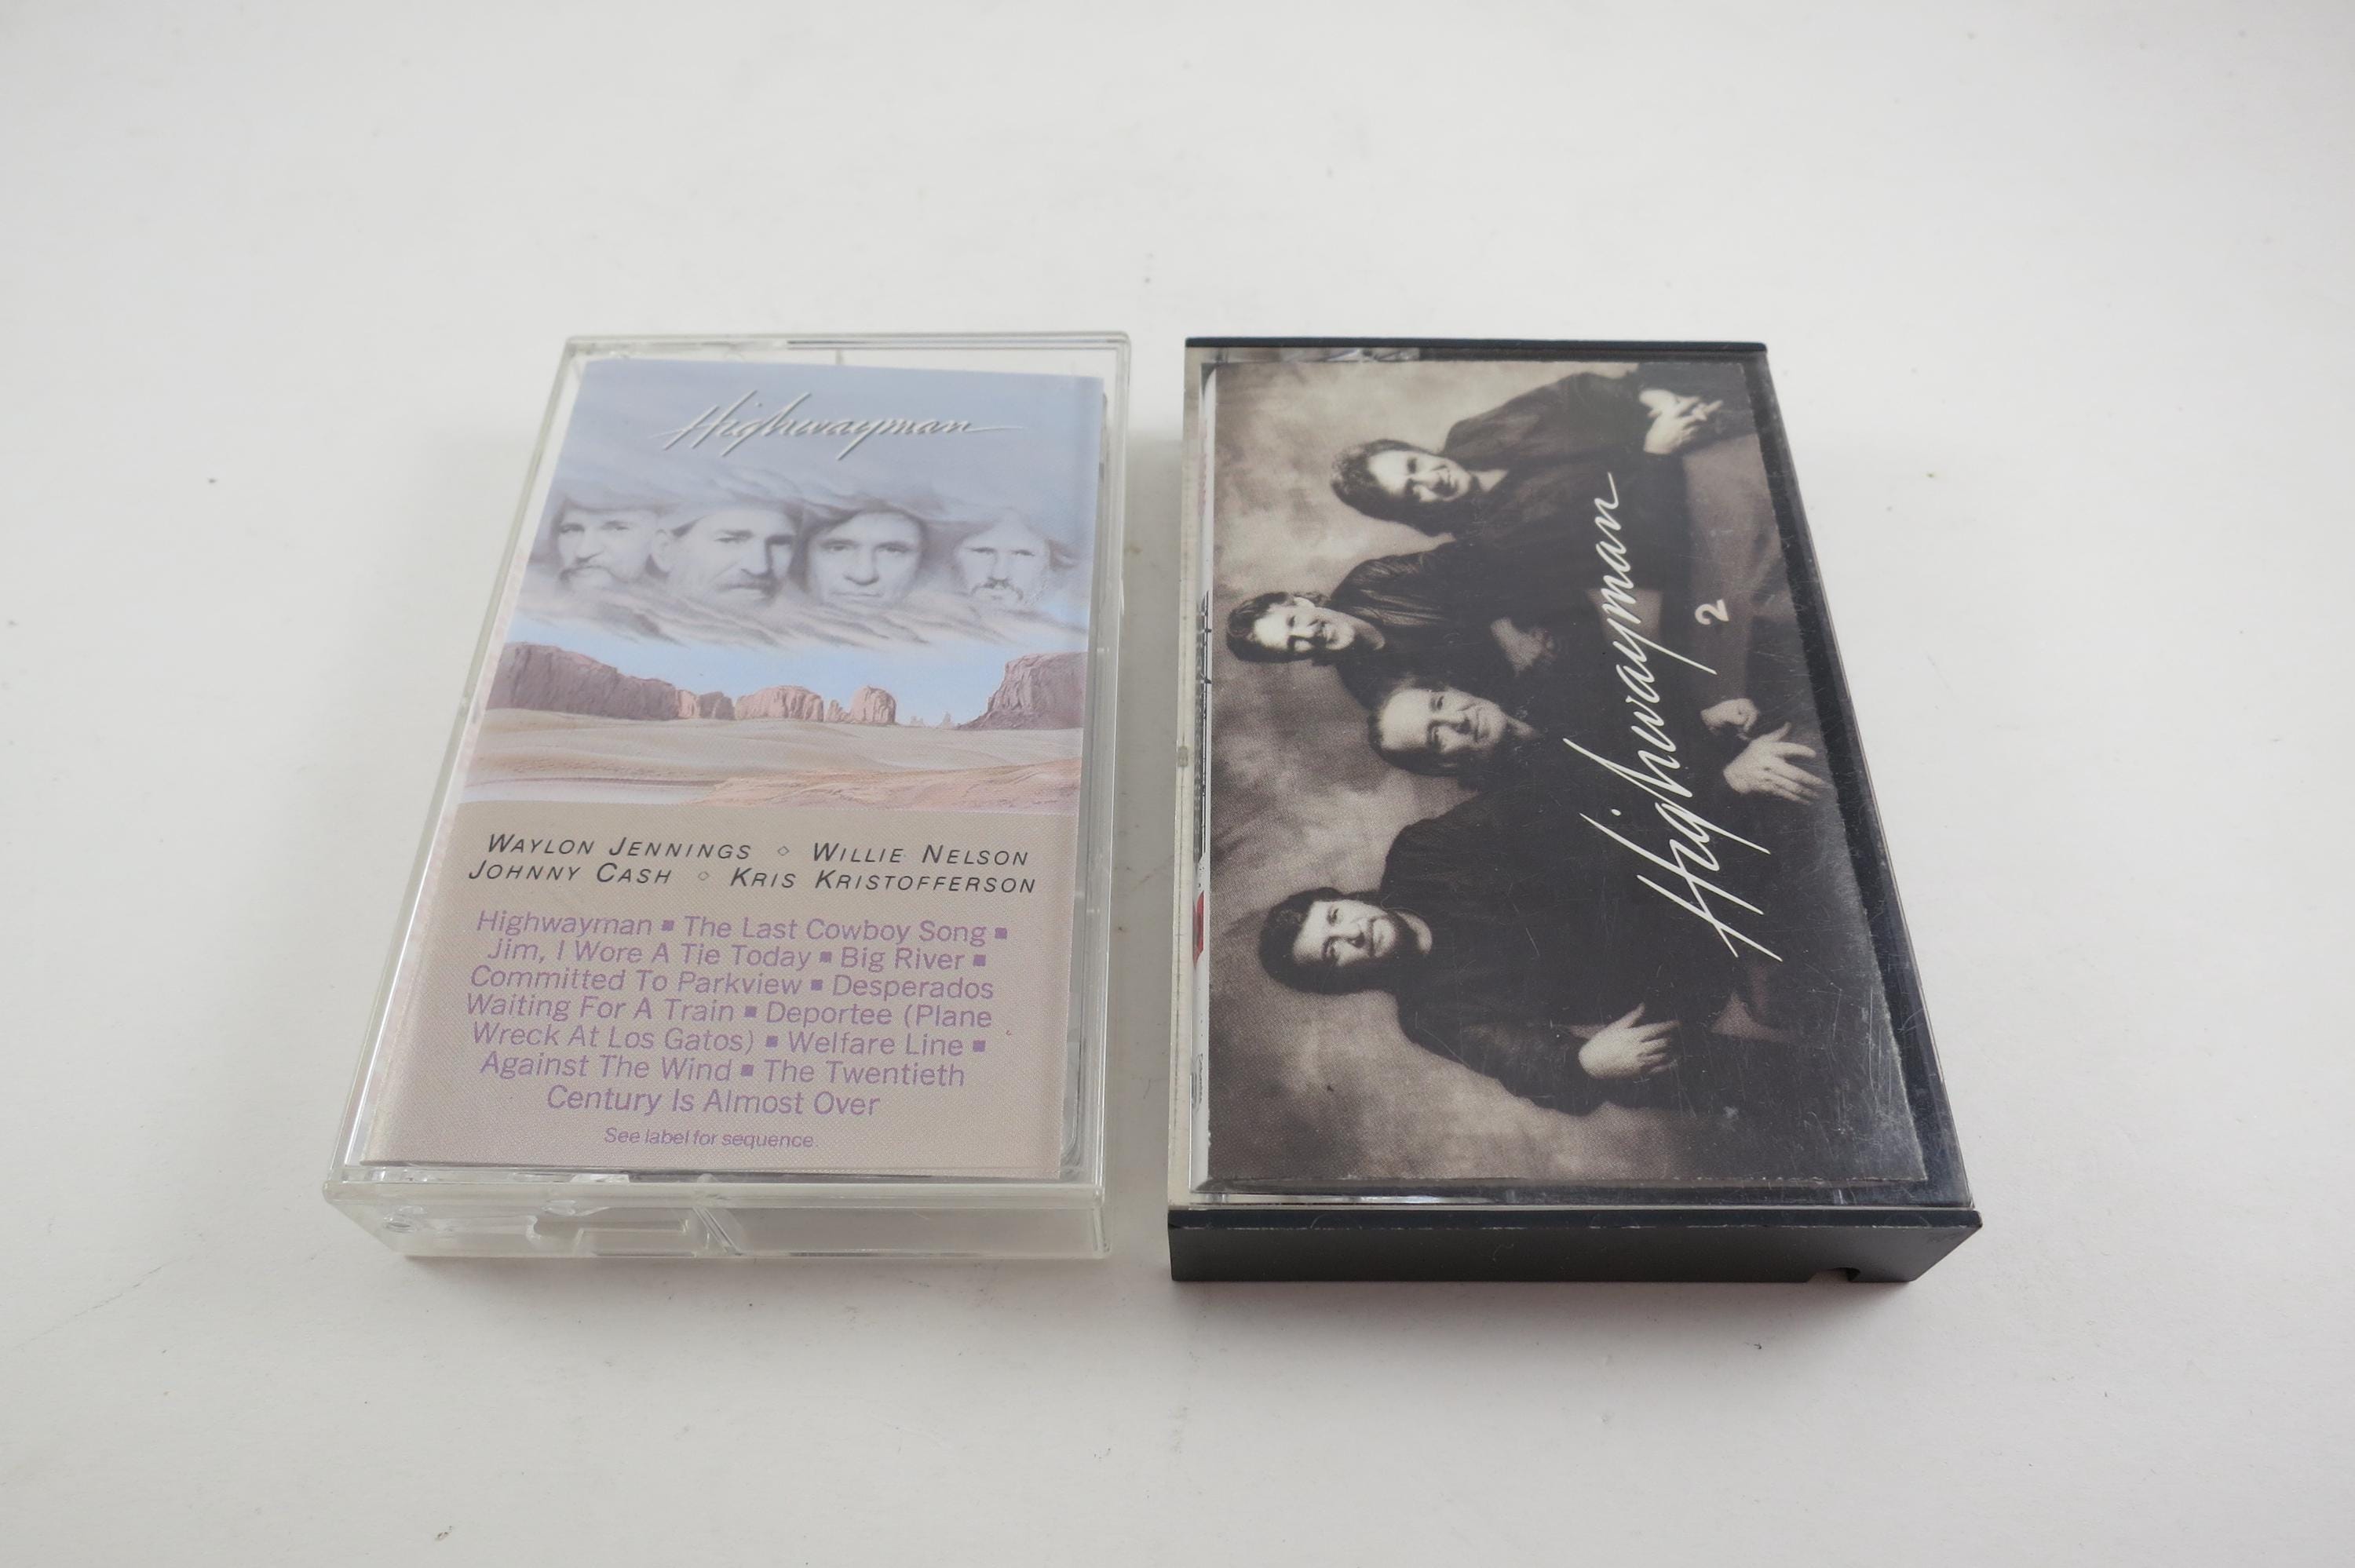 Highwayman
WAYLON JENNINGS ◇ WILLIE NELSON
JOHNNY CASH ◇ KRIS KRISTOFFERSON
Highwayman ▪ The Last Cowboy Song ▪
Jim, I Wore A Tie Today ▪ Big River ▪
Committed To Parkview ▪ Desperados
Waiting For A Train ▪ Deportee (Plane
Wreck At Los Gatos) ▪ Welfare Line ▪
Against The Wind ▪ The Twentieth
Century Is Almost Over
See label for sequence.
Highwayman
2